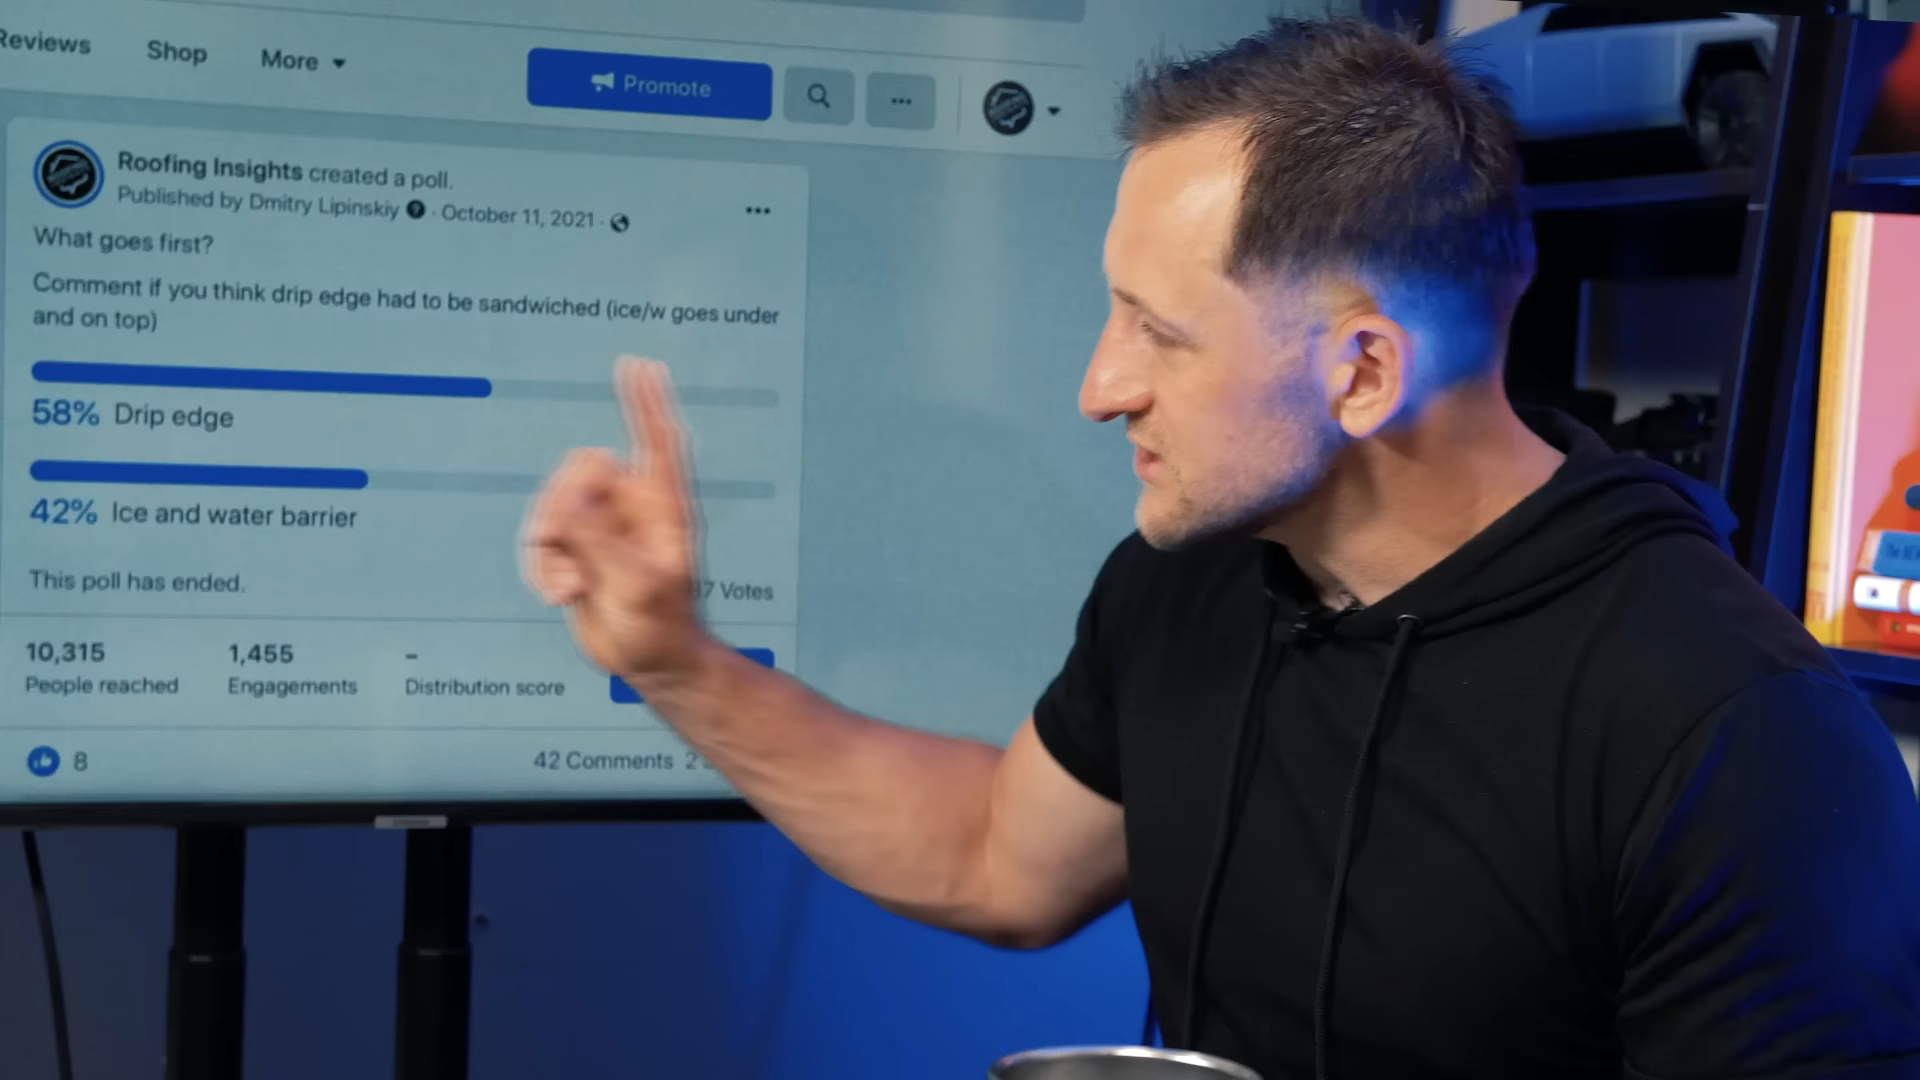 Reviews Shop More
Promote
Roofing Insights created a poll.
Published by Dmitry Lipinskiy · October 11, 2021 ·
What goes first?
Comment if you think drip edge had to be sandwiched (ice/w goes under
and on top)
58% Drip edge
42% Ice and water barrier
This poll has ended.
7 Votes
10,315 1,455 –
People reached Engagements Distribution score
8
42 Comments 2